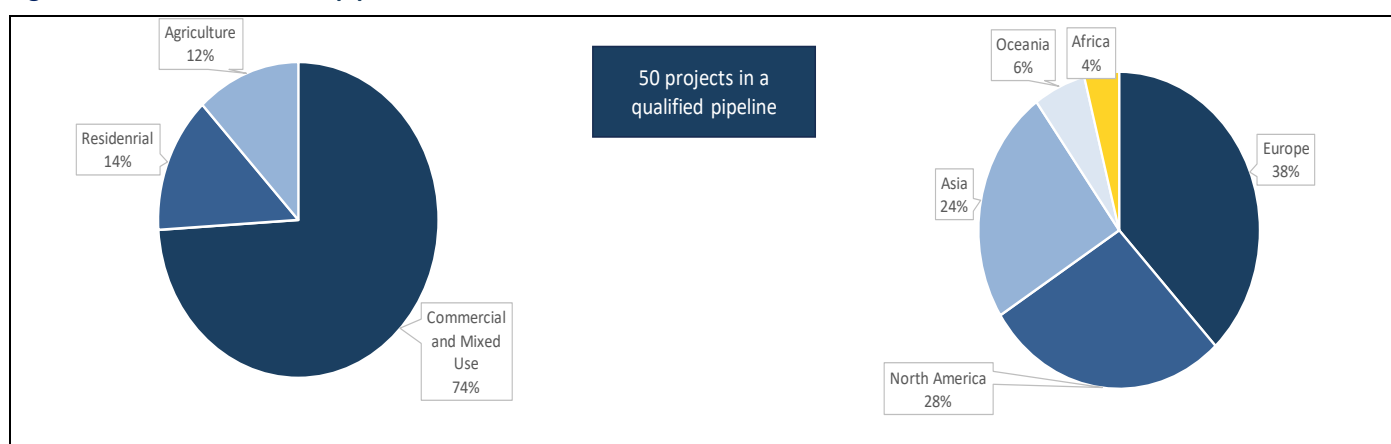 Agriculture
12%
Residenrial
14%
Commercial
and Mixed
Use
74%
50 projects in a
qualified pipeline
Oceania
6%
Africa
4%
Europe
38%
Asia
24%
North America
28%